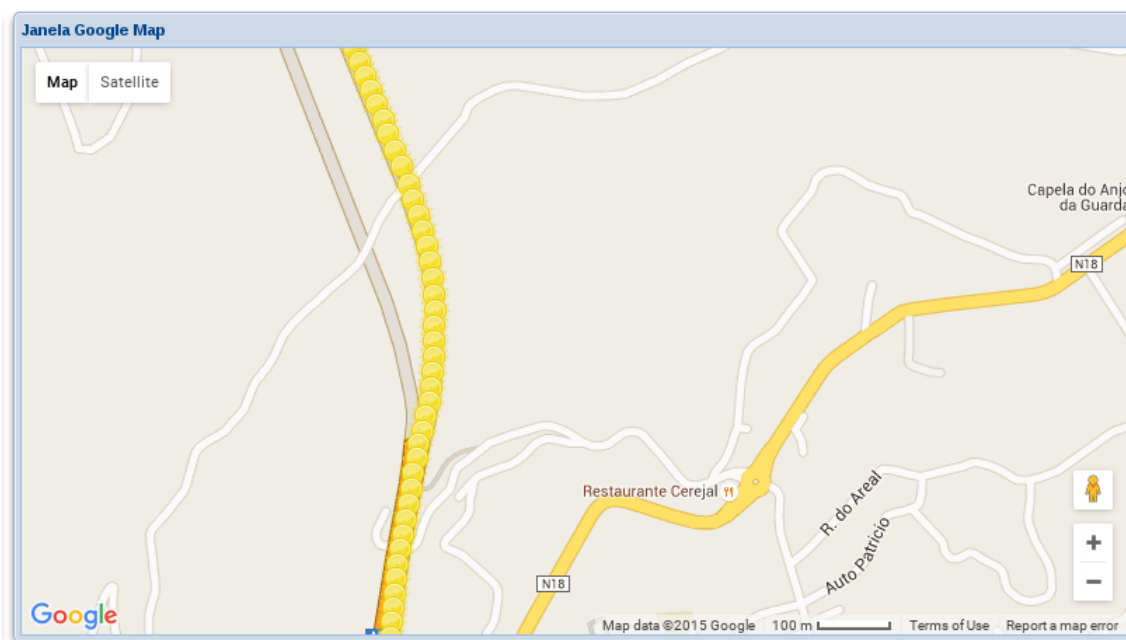 Janela Google Map
Map Satellite
Capela do Anjo
da Guarda
N18
Restaurante Cerejal
R. do Areal
Auto Patricio
N18
+
−
Google
Map data ©2015 Google 100 m Terms of Use Report a map error